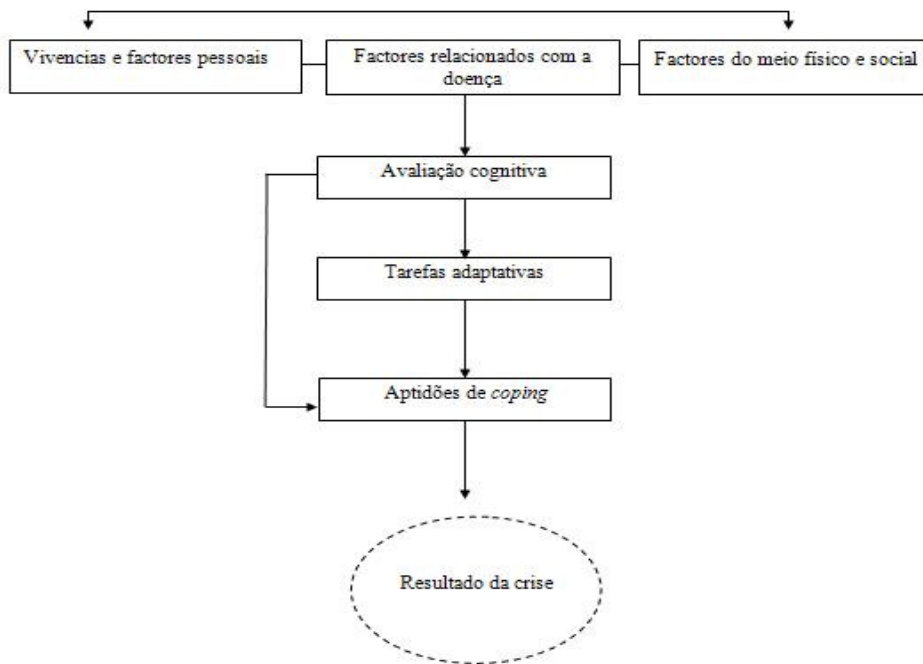 Vivencias e factores pessoais
Factores relacionados com a
doença
Factores do meio físico e social
Avaliação cognitiva
Tarefas adaptativas
Aptidões de coping
Resultado da crise